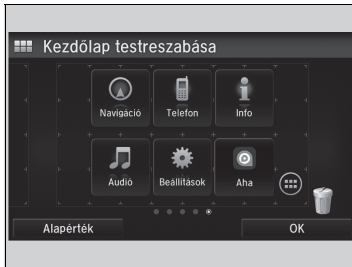 Kezdőlap testreszabása
Navigáció Telefon Info
Audió Beállítások Aha
Alapérték OK